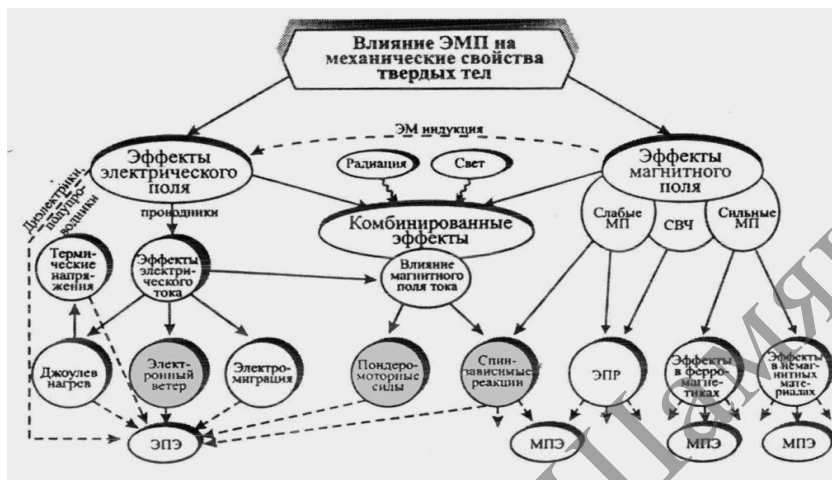 Влияние ЭМП на
механические свойства
твердых тел
ЭМ индукция
Эффекты
электрического
поля
Радиация
Свет
Эффекты
магнитного
поля
Диэлектрики,
полупро-
водники
проводники
Комбинированные
эффекты
Слабые
МП
СВЧ
Сильные
МП
Терми-
ческие
напря-
жения
Эффекты
электри-
ческого
тока
Влияние
магнитного
поля тока
Джоулев
нагрев
Элект-
ронный
ветер
Электро-
миграция
Пондеро-
моторные
силы
Спин-
зависимые
реакции
ЭПР
Эффекты
в ферро-
магне-
тиках
Эффекты
в немаг-
нитных мате-
риалах
ЭПЭ
МПЭ
МПЭ
МПЭ